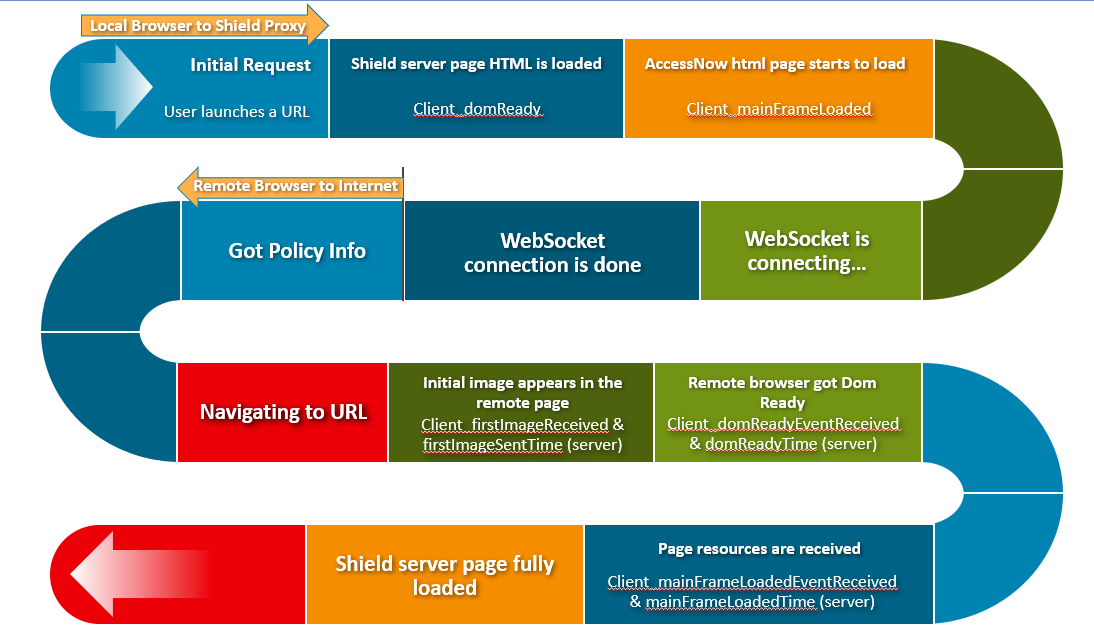 Local Browser to Shield Proxy
Initial Request
User launches a URL
Shield server page HTML is loaded
Client_domReady
AccessNow html page starts to load
Client_mainFrameLoaded
WebSocket is
connecting...
WebSocket
connection is done
Remote Browser to Internet
Got Policy Info
Navigating to URL
Initial image appears in the
remote page
Client_firstImageReceived &
firstImageSentTime (server)
Remote browser got Dom
Ready
Client_domReadyEventReceived
& domReadyTime (server)
Page resources are received
Client_mainFrameLoadedEventReceived
& mainFrameLoadedTime (server)
Shield server page fully
loaded